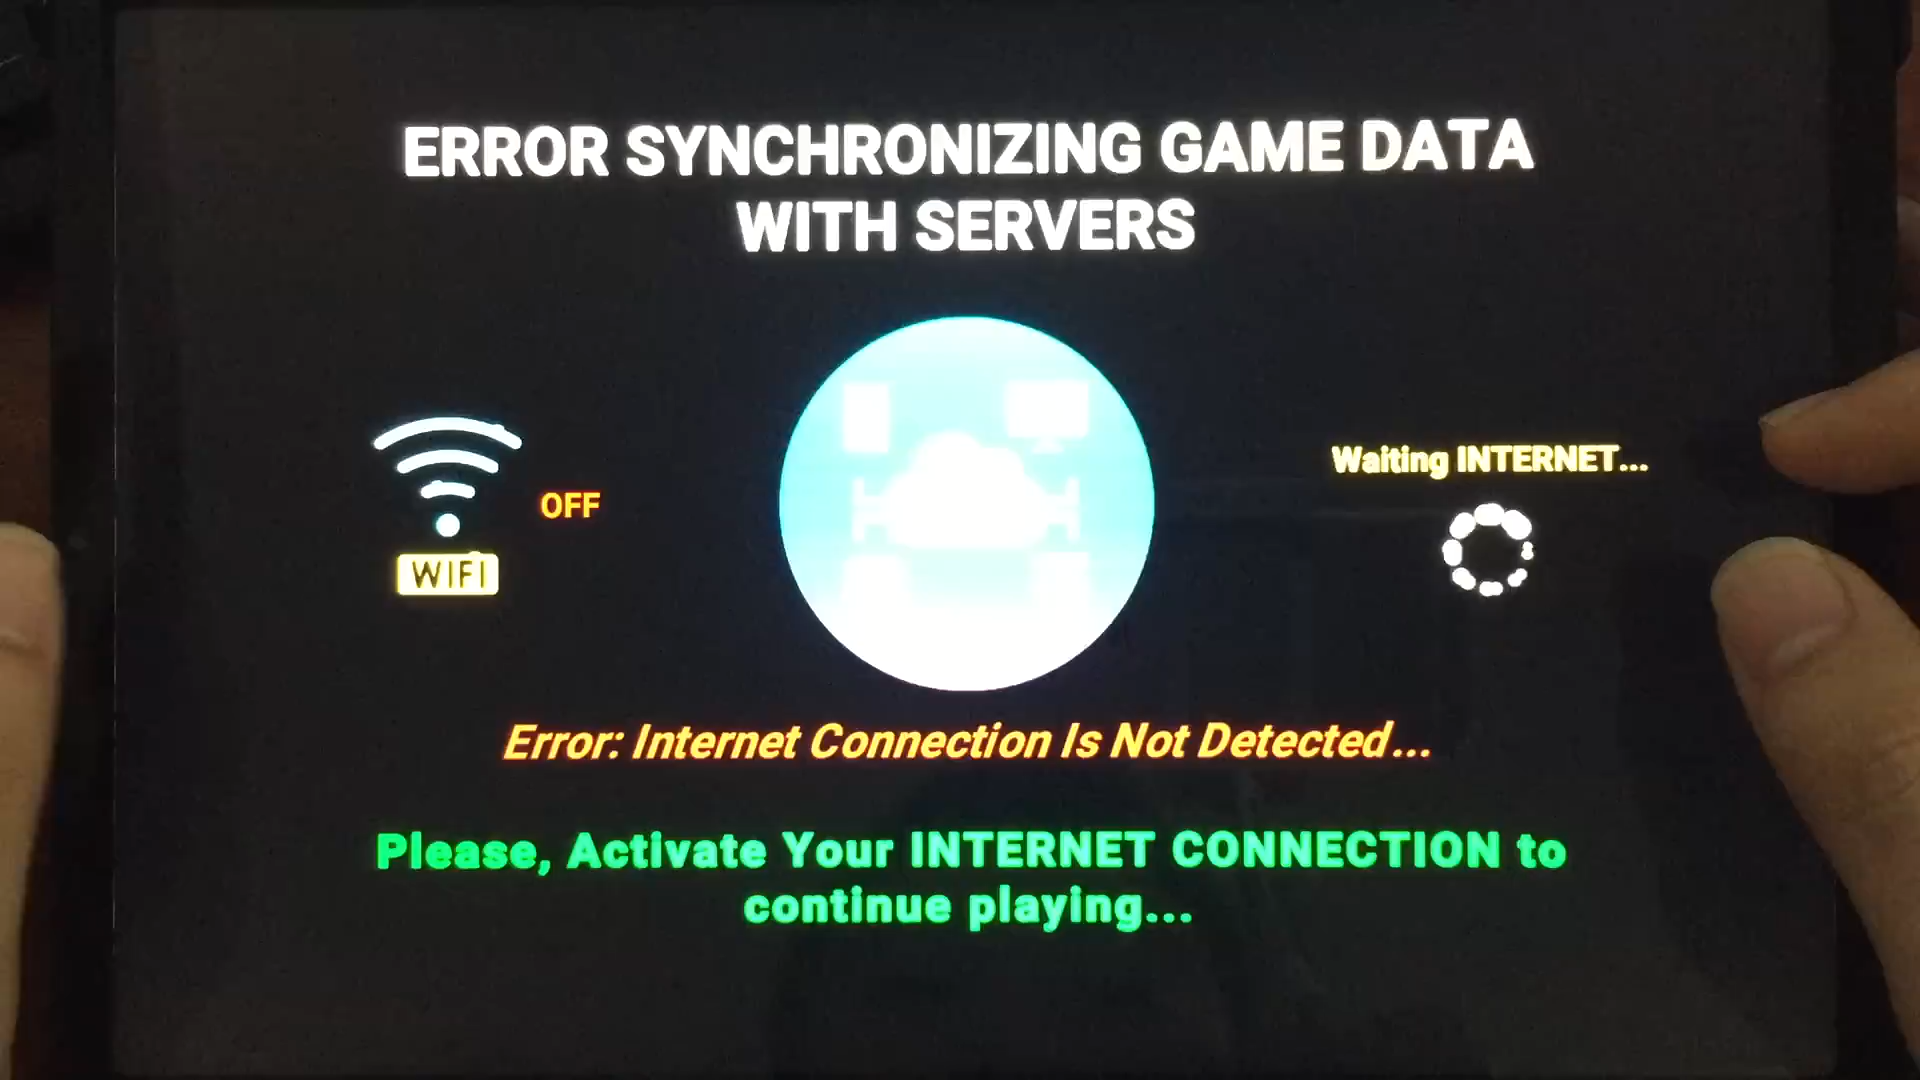 ERROR SYNCHRONIZING GAME DATA
WITH SERVERS
OFF
WIFI
Waiting INTERNET...
Error: Internet Connection Is Not Detected...
Please, Activate Your INTERNET CONNECTION to
continue playing...